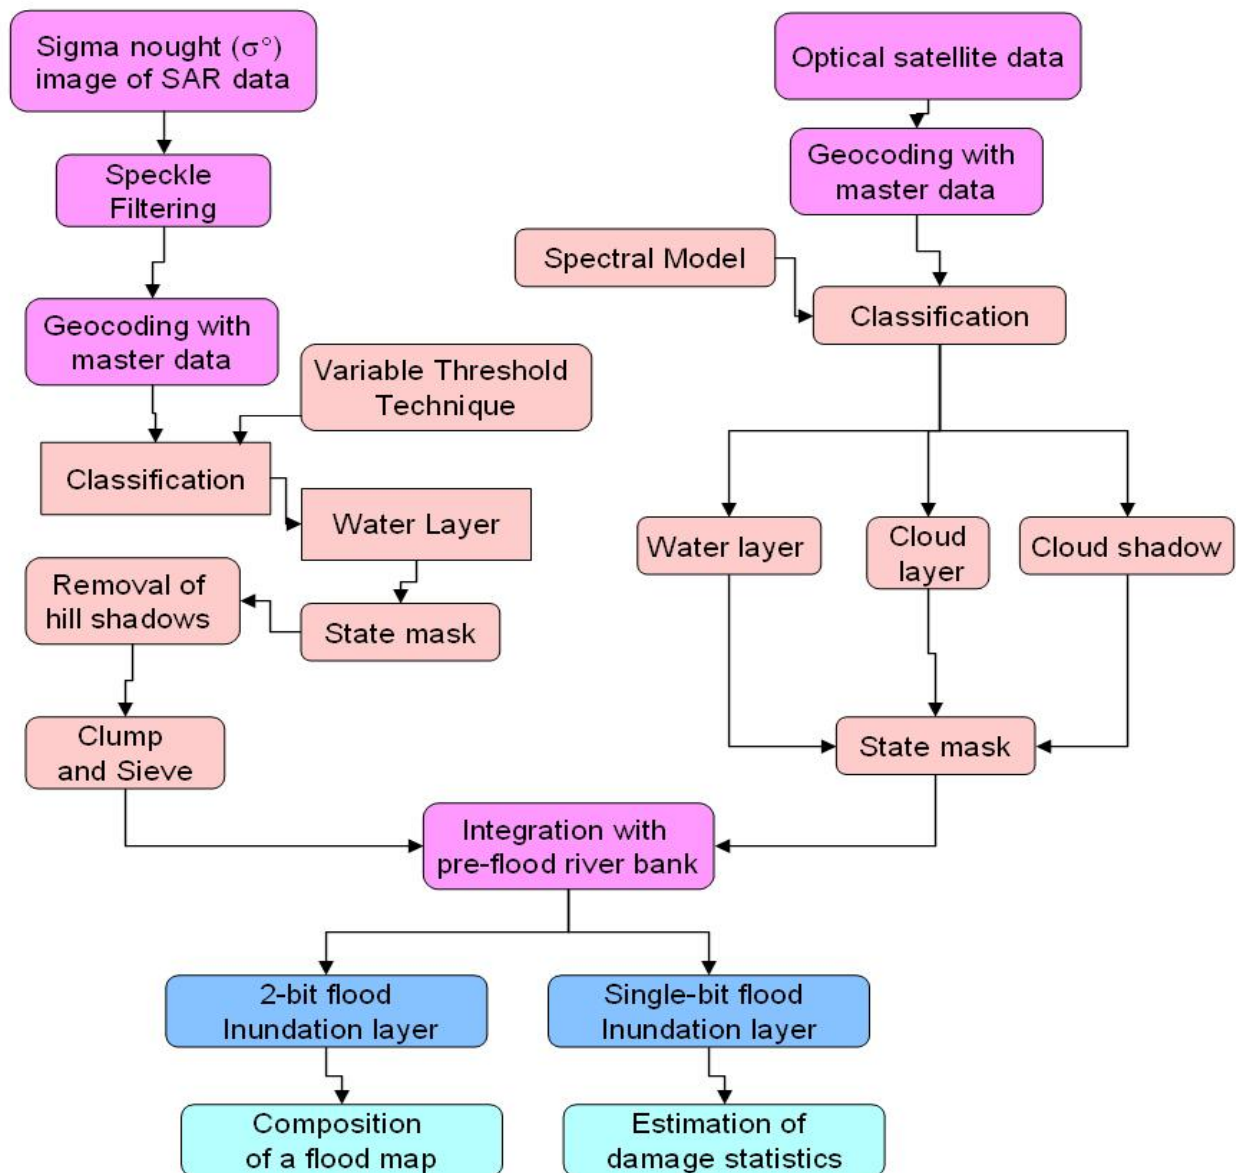 Sigma nought (σ°)
image of SAR data
Optical satellite data
Speckle
Filtering
Geocoding with
master data
Spectral Model
Geocoding with
master data
Classification
Variable Threshold
Technique
Classification
Water Layer
Water layer
Cloud
layer
Cloud shadow
Removal of
hill shadows
State mask
Clump
and Sieve
State mask
Integration with
pre-flood river bank
2-bit flood
Inundation layer
Single-bit flood
Inundation layer
Composition
of a flood map
Estimation of
damage statistics